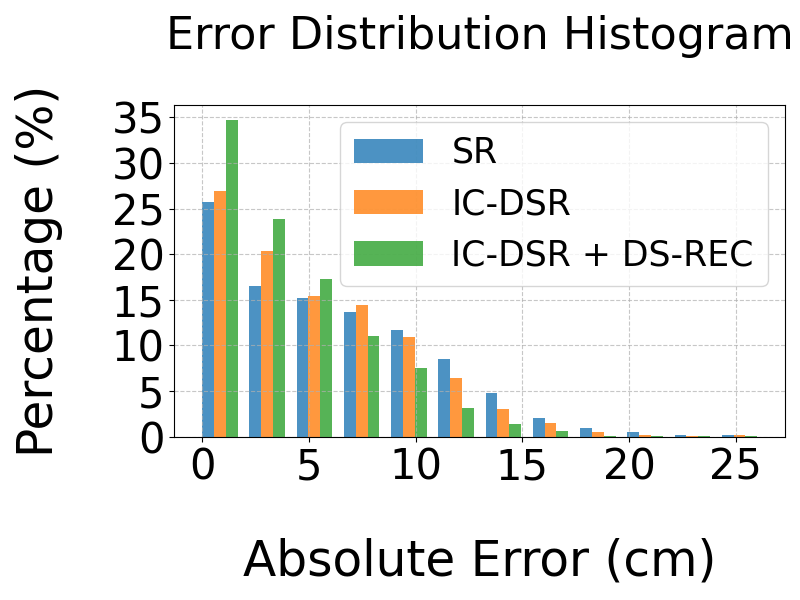 Error Distribution Histogram
Percentage (%)
35
30
25
20
15
10
5
0
SR
IC-DSR
IC-DSR + DS-REC
0 5 10 15 20 25
Absolute Error (cm)